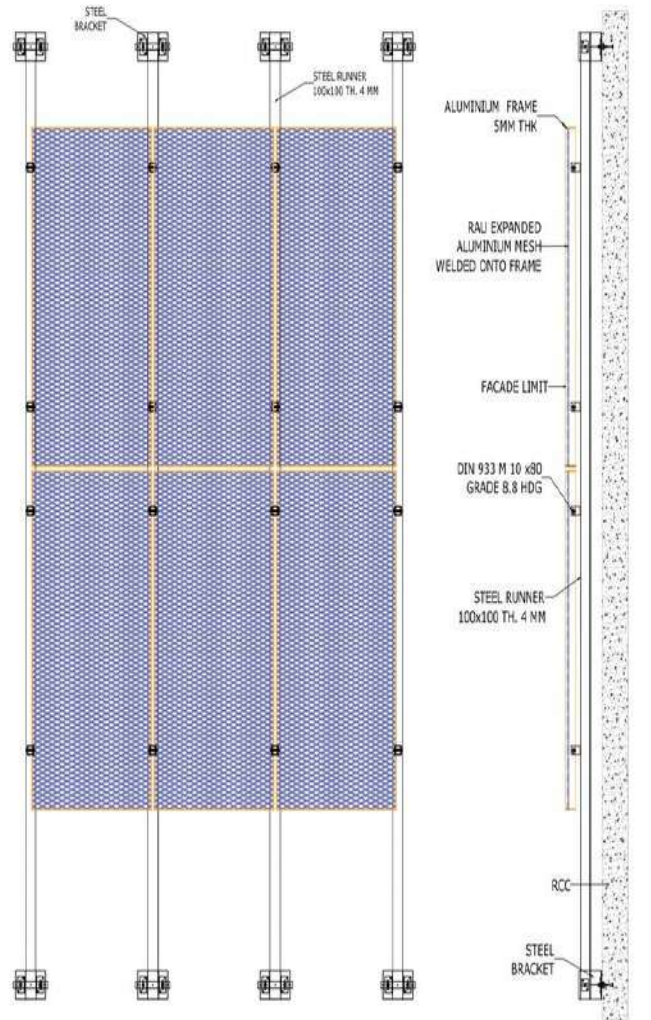 STEEL
BRACKET
STEEL RUNNER
100x100 TH. 4 MM
ALUMINIUM FRAME
5MM THK
RAU EXPANDED
ALUMINIUM MESH
WELDED ONTO FRAME
FACADE LIMIT
DIN 933 M 10 x80
GRADE 8.8 HDG
STEEL RUNNER
100x100 TH. 4 MM
RCC
STEEL
BRACKET